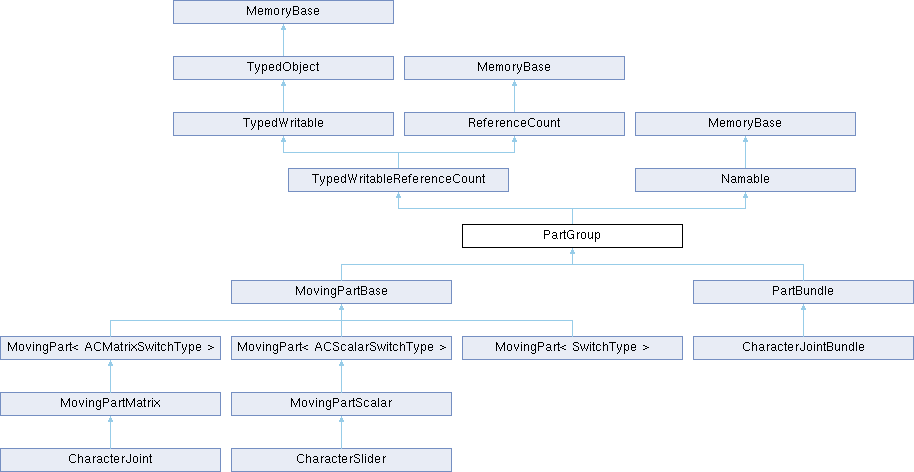 MemoryBase
TypedObject
MemoryBase
TypedWritable
ReferenceCount
MemoryBase
TypedWritableReferenceCount
Namable
PartGroup
MovingPartBase
PartBundle
MovingPart< ACMatrixSwitchType >
MovingPart< ACScalarSwitchType >
MovingPart< SwitchType >
CharacterJointBundle
MovingPartMatrix
MovingPartScalar
CharacterJoint
CharacterSlider